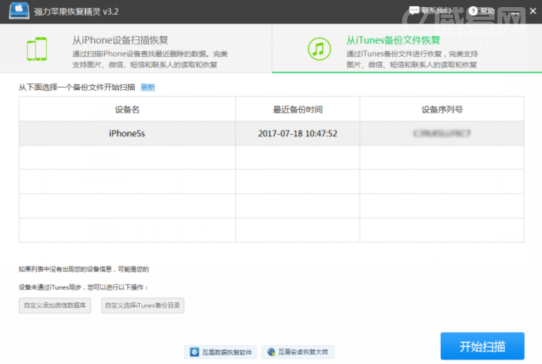 强力苹果恢复精灵 v3.2
帮助
从iPhone设备扫描恢复
通过扫描iPhone设备查找最近删除的数据。完美
支持图片、微信、短信和联系人的读取和恢复
从iTunes备份文件恢复
通过iTunes备份文件进行恢复，完美支持
图片、微信、短信和联系人的读取和恢复
从下面选择一个备份文件开始扫描 刷新
设备名 最近备份时间 设备序列号
iPhone5s 2017-07-18 10:47:52
如果列表中没有出现您的设备信息，可能是您的
设备未通过iTunes同步，您可以进行以下操作：
自定义添加微信数据库 自定义选择iTunes备份目录
互盾数据恢复软件 互盾安卓恢复大师
开始扫描